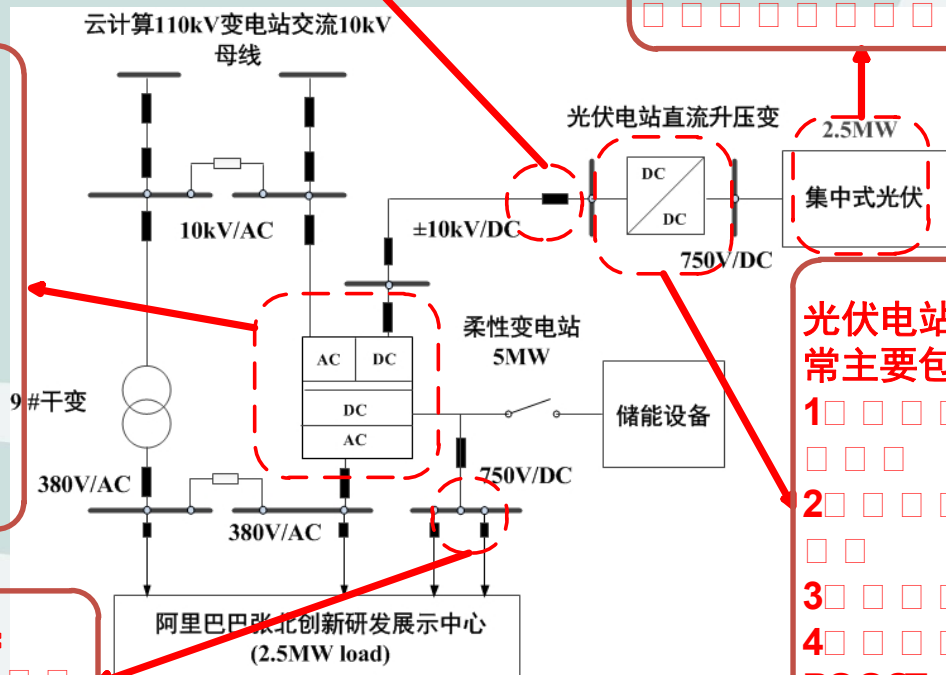 云计算110kV变电站交流10kV
母线
光伏电站直流升压变
2.5MW
DC
DC
集中式光伏
10kV/AC
±10kV/DC
750V/DC
柔性变电站
5MW
AC
DC
DC
AC
储能设备
9#干变
380V/AC
750V/DC
380V/AC
阿里巴巴张北创新研发展示中心
(2.5MW load)
光伏电站
常主要包
1
2
3
4